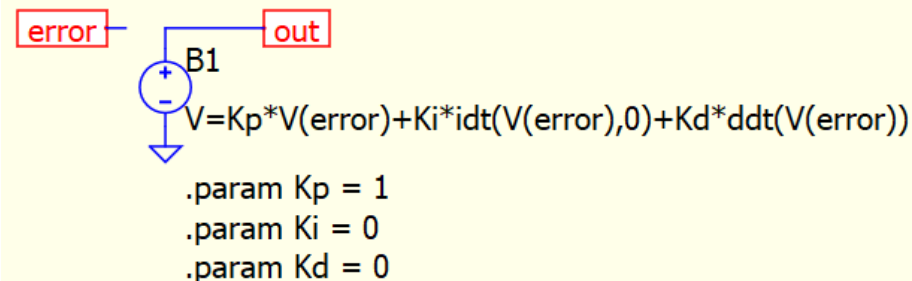 error
out
B1
V=Kp*V(error)+Ki*idt(V(error),0)+Kd*ddt(V(error))
.param Kp = 1
.param Ki = 0
.param Kd = 0